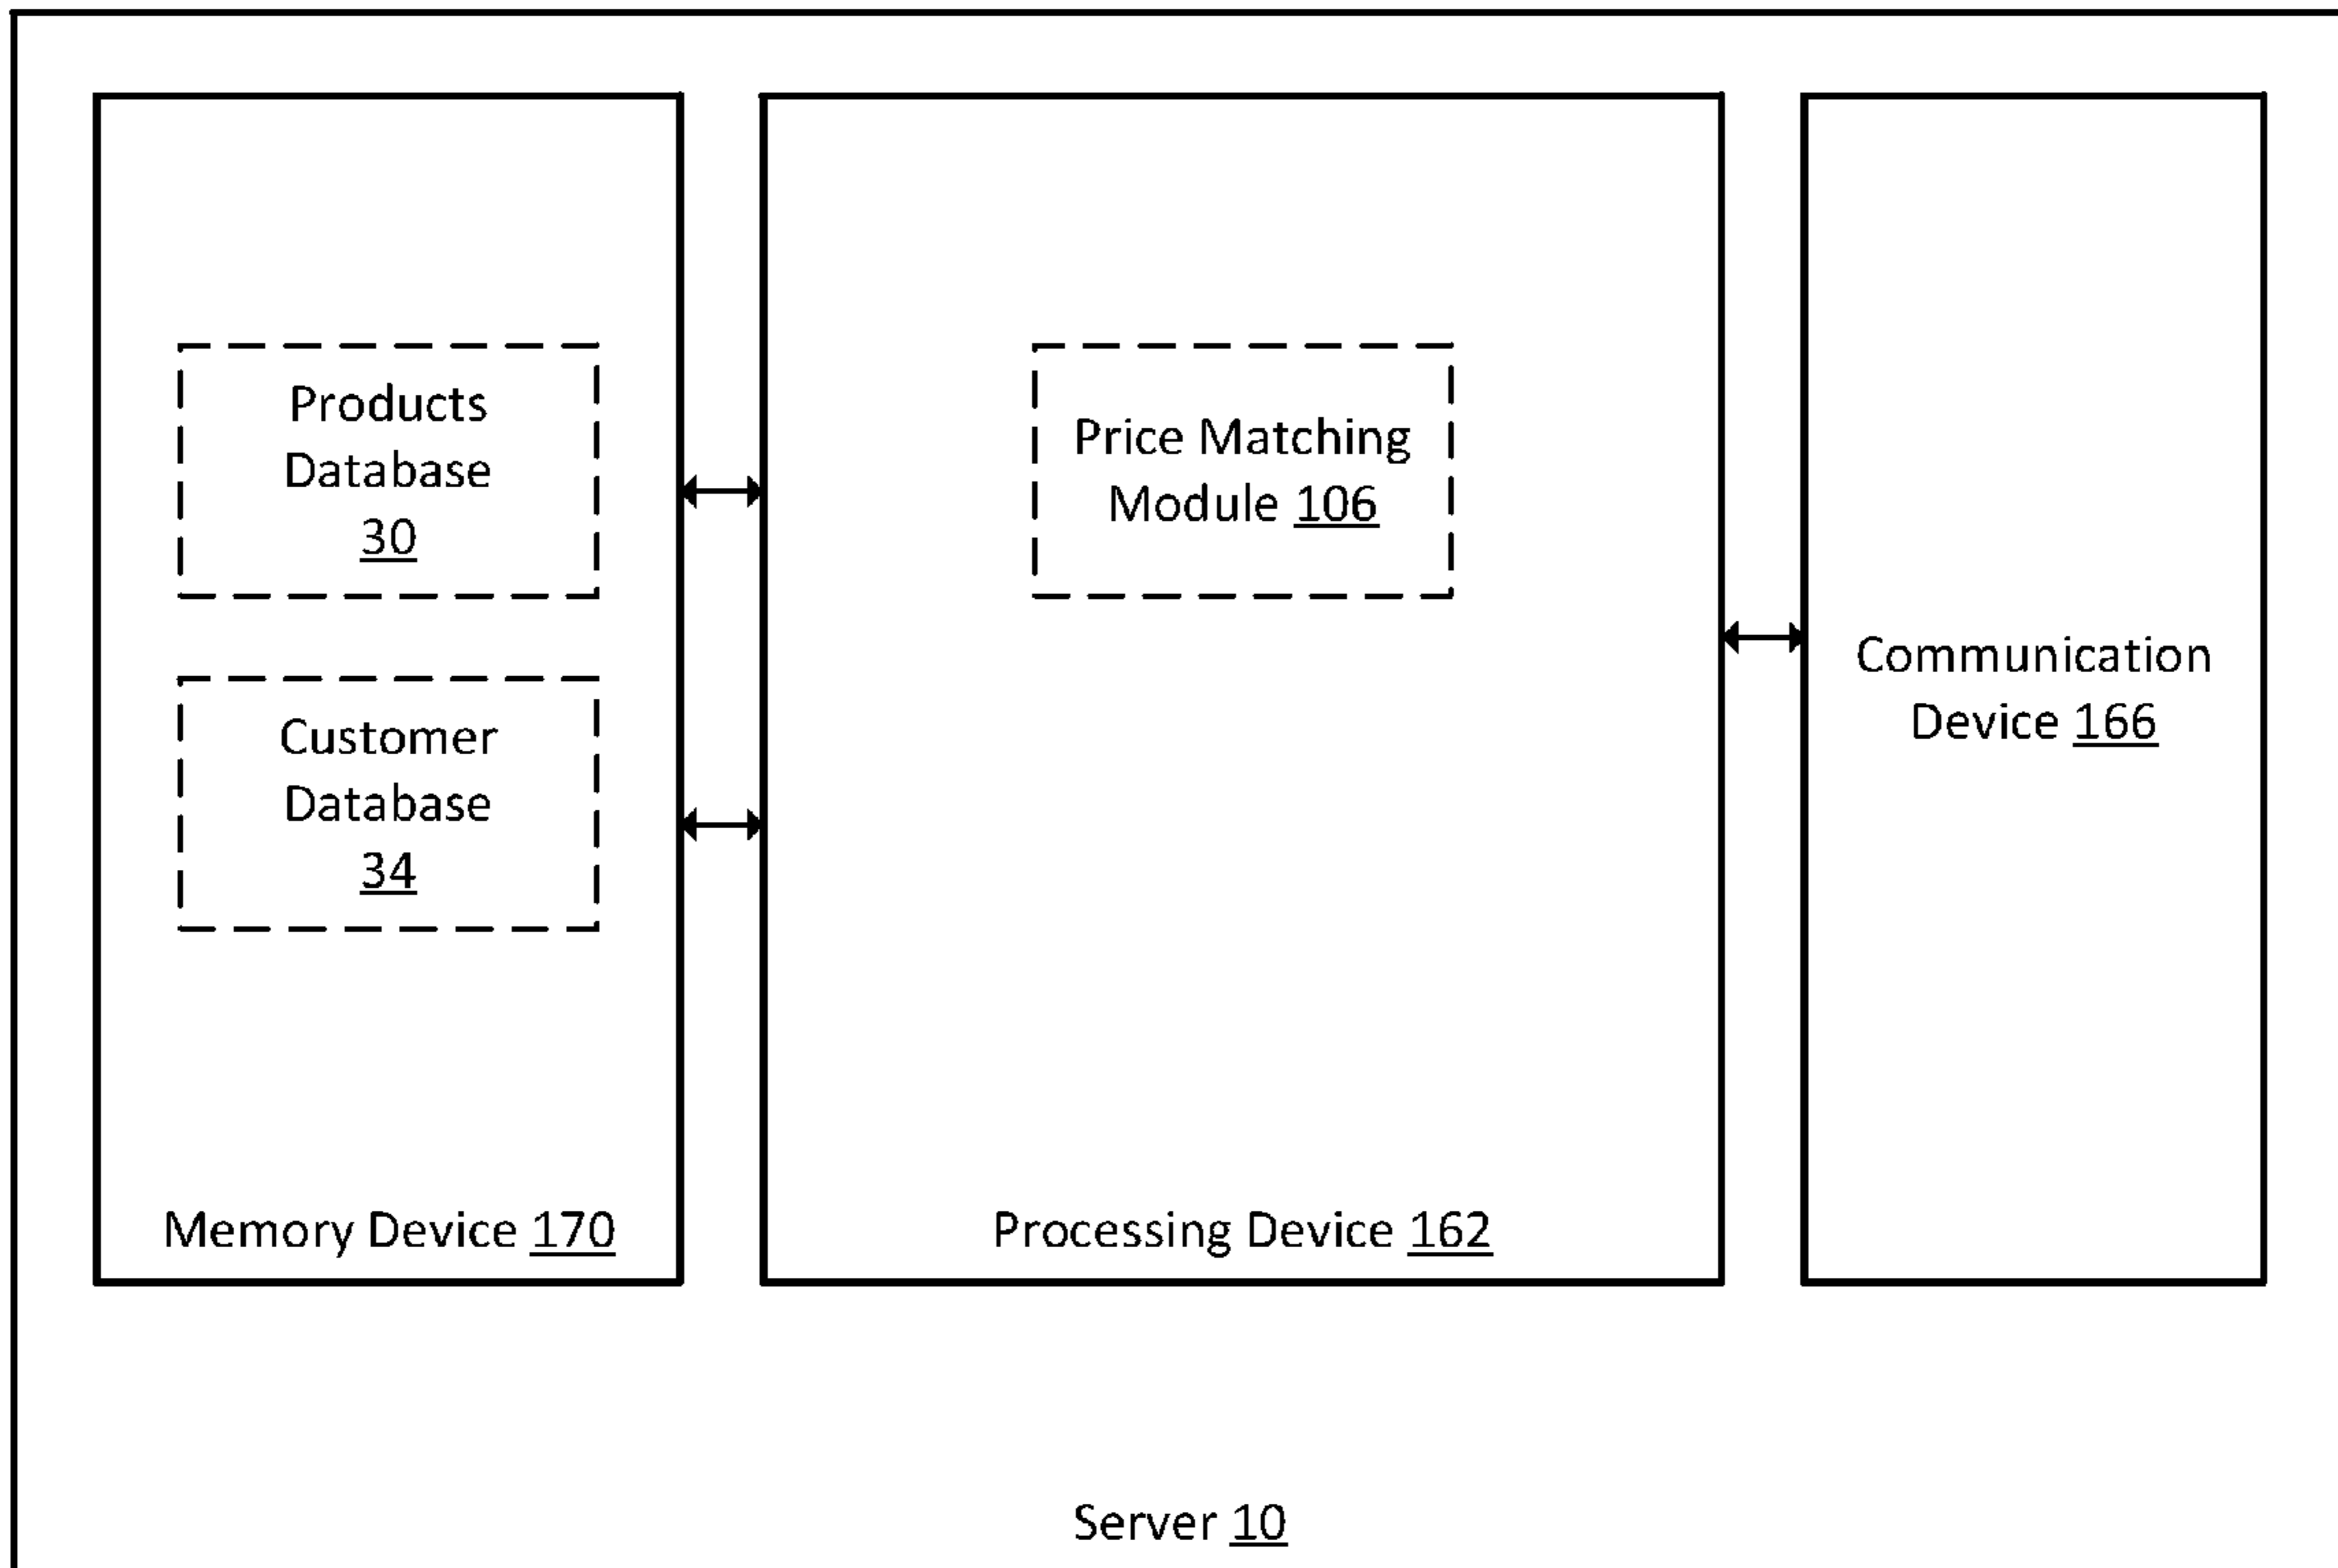 Products
Database
30
Customer
Database
34
Memory Device 170
Price Matching
Module 106
Processing Device 162
Communication
Device 166
Server 10